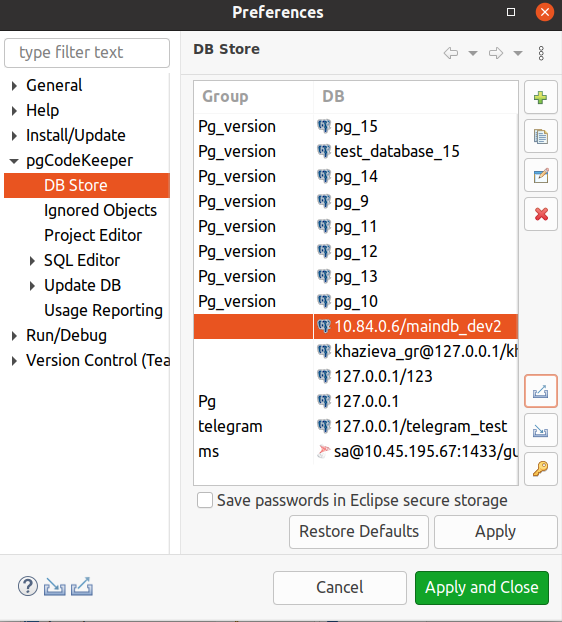 Preferences
type filter text
General
Help
Install/Update
pgCodeKeeper
DB Store
Ignored Objects
Project Editor
SQL Editor
Update DB
Usage Reporting
Run/Debug
Version Control (Tea
DB Store
Group DB
Pg_version pg_15
Pg_version test_database_15
Pg_version pg_14
Pg_version pg_9
Pg_version pg_11
Pg_version pg_12
Pg_version pg_13
Pg_version pg_10
10.84.0.6/maindb_dev2
khazieva_gr@127.0.0.1/kh
127.0.0.1/123
Pg 127.0.0.1
telegram 127.0.0.1/telegram_test
ms sa@10.45.195.67:1433/gu
Save passwords in Eclipse secure storage
Restore Defaults Apply
Cancel Apply and Close